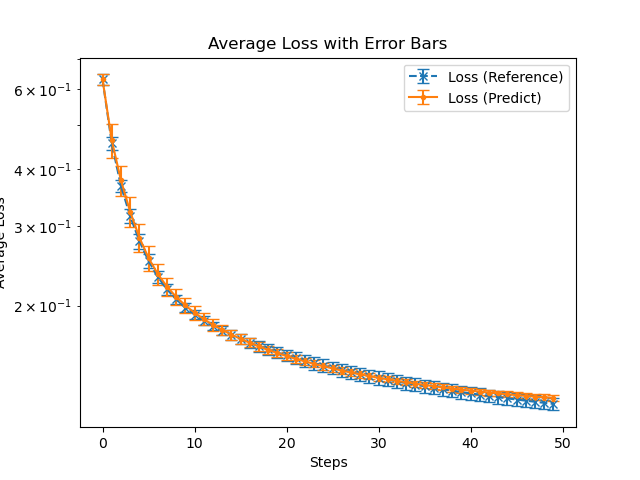 Average Loss with Error Bars
Loss (Reference)
Loss (Predict)
6 × 10⁻¹
4 × 10⁻¹
3 × 10⁻¹
2 × 10⁻¹
Average Loss
0 10 20 30 40 50
Steps